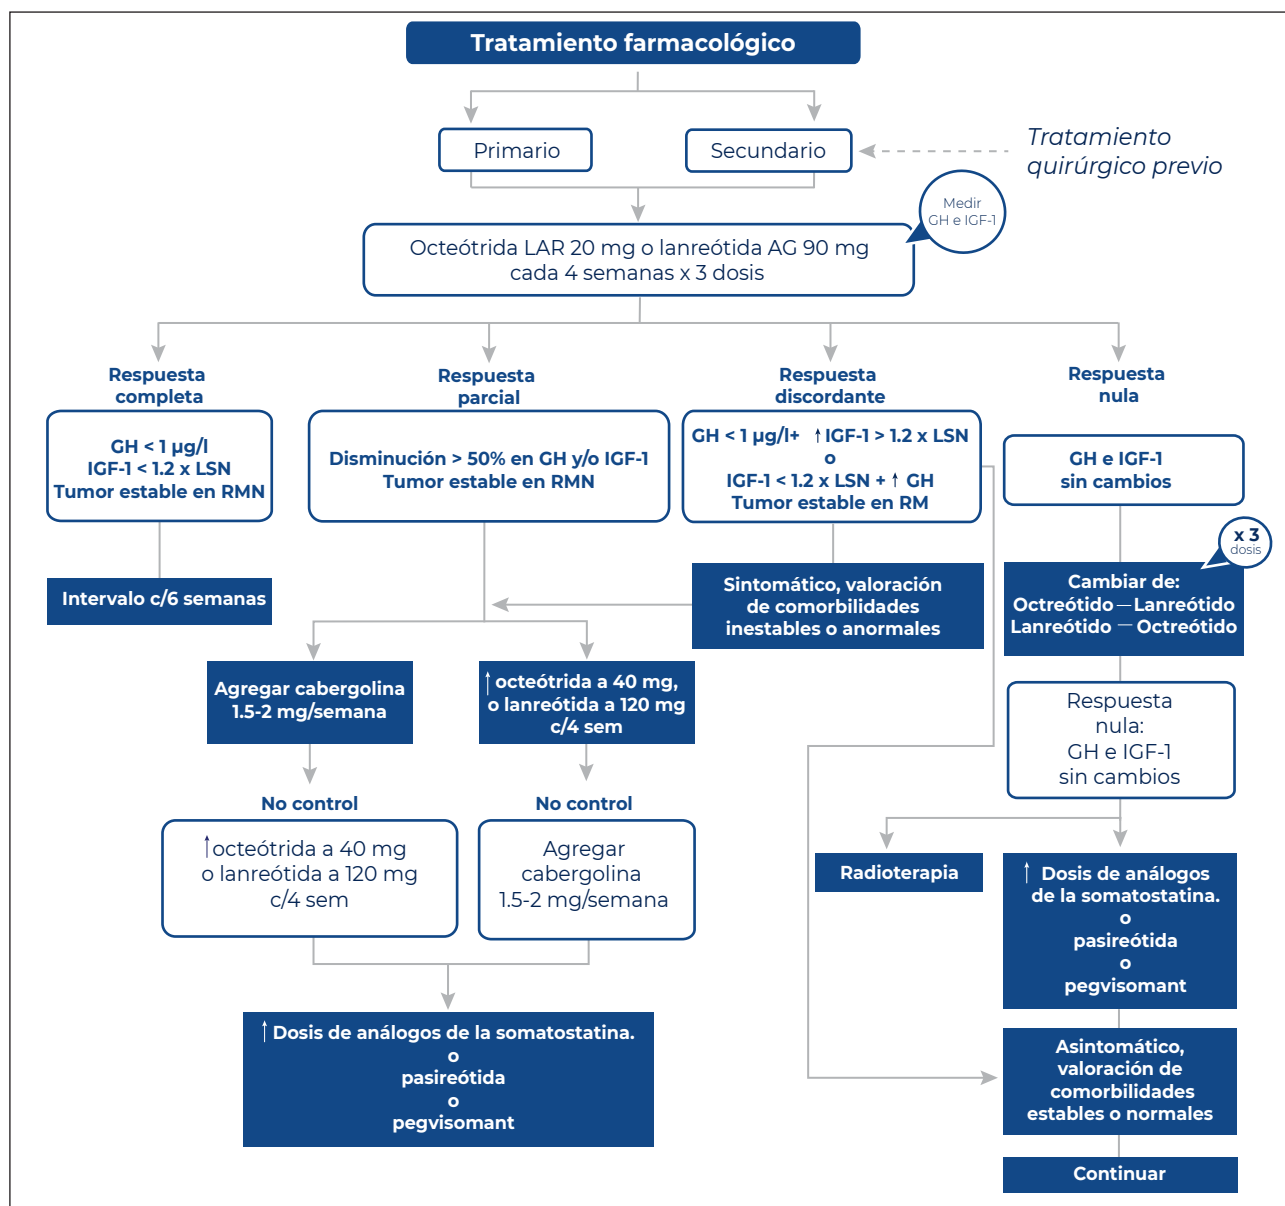 Tratamiento farmacológico
Primario
Secundario
Tratamiento
quirúrgico previo
Medir
GH e IGF-1
Octeótrida LAR 20 mg o lanreótida AG 90 mg
cada 4 semanas x 3 dosis
Respuesta
completa
GH < 1 µg/l
IGF-1 < 1.2 x LSN
Tumor estable en RMN
Intervalo c/6 semanas
Respuesta
parcial
Disminución > 50% en GH y/o IGF-1
Tumor estable en RMN
Respuesta
discordante
GH < 1 µg/l+ ↑IGF-1 > 1.2 x LSN
o
IGF-1 < 1.2 x LSN + ↑ GH
Tumor estable en RM
Sintomático, valoración
de comorbilidades
inestables o anormales
Respuesta
nula
GH e IGF-1
sin cambios
x 3
dosis
Cambiar de:
Octreótido — Lanreótido
Lanreótido — Octreótido
Respuesta
nula:
GH e IGF-1
sin cambios
Agregar cabergolina
1.5-2 mg/semana
↑ octeótrida a 40 mg,
o lanreótida a 120 mg
c/4 sem
No control
↑octeótrida a 40 mg
o lanreótida a 120 mg
c/4 sem
No control
Agregar
cabergolina
1.5-2 mg/semana
↑ Dosis de análogos de la somatostatina.
o
pasireótida
o
pegvisomant
Radioterapia
↑ Dosis de análogos
de la somatostatina.
o
pasireótida
o
pegvisomant
Asintomático,
valoración de
comorbilidades
estables o normales
Continuar